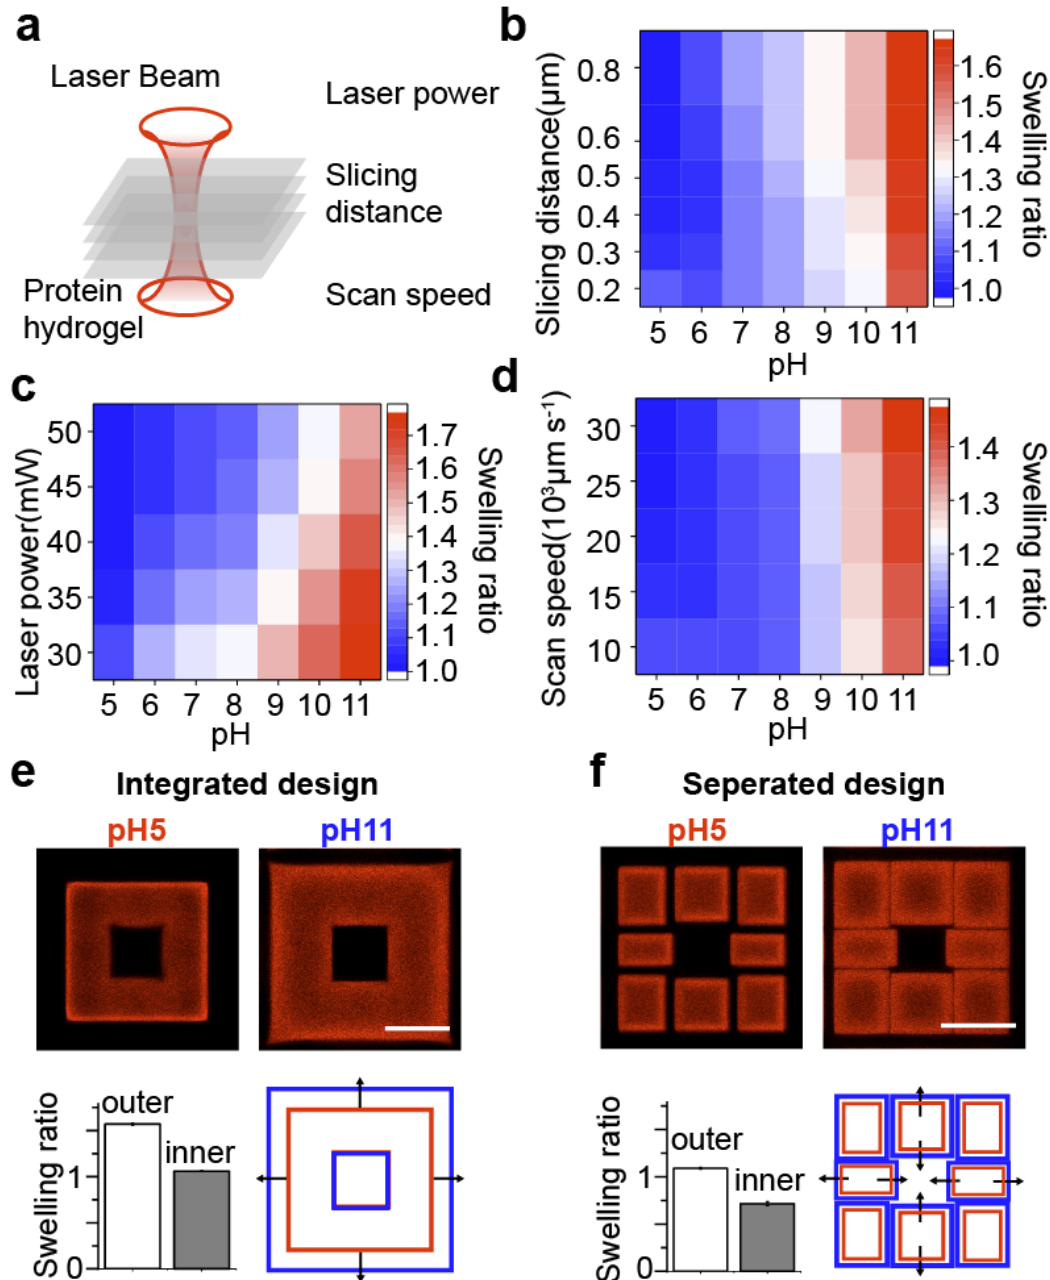 a
Laser Beam
Laser power
Slicing
distance
Protein
hydrogel
Scan speed
b
Slicing distance(μm)
0.8
0.6
0.5
0.4
0.3
0.2
5 6 7 8 9 10 11
pH
1.6
1.5
1.4
1.3
1.2
1.1
1.0
Swelling ratio
c
Laser power(mW)
50
45
40
35
30
5 6 7 8 9 10 11
pH
1.7
1.6
1.5
1.4
1.3
1.2
1.1
1.0
Swelling ratio
d
Scan speed(10³μm s⁻¹)
30
25
20
15
10
5 6 7 8 9 10 11
pH
1.4
1.3
1.2
1.1
1.0
Swelling ratio
e
Integrated design
pH5 pH11
Swelling ratio
1
0
outer
inner
f
Seperated design
pH5 pH11
Swelling ratio
1
0
outer
inner